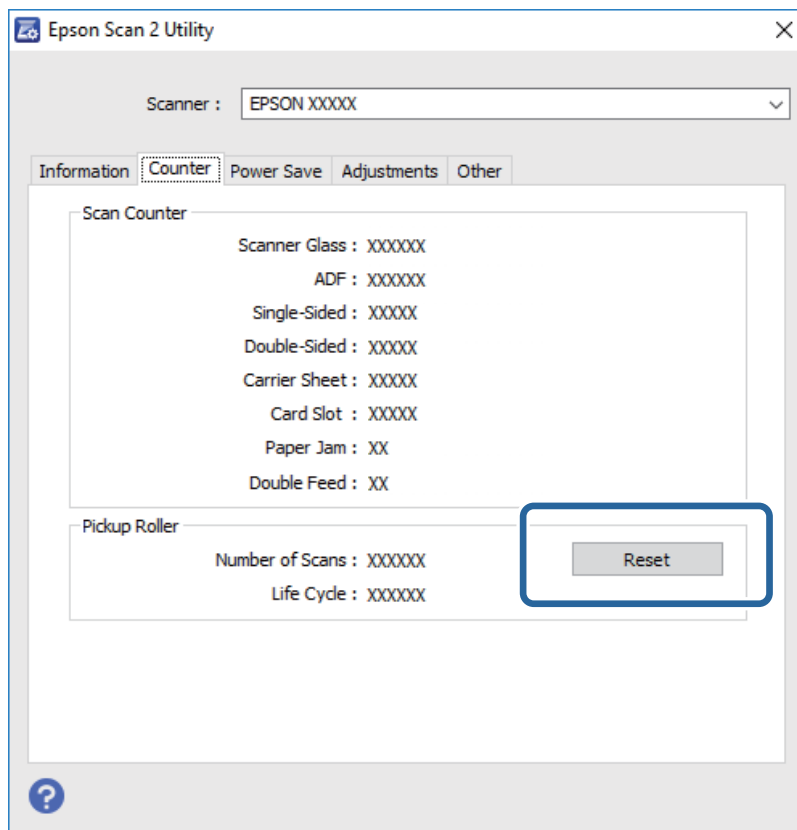 Epson Scan 2 Utility
Scanner : EPSON XXXXX
Information Counter Power Save Adjustments Other
Scan Counter
Scanner Glass : XXXXXX
ADF : XXXXXX
Single-Sided : XXXXX
Double-Sided : XXXXX
Carrier Sheet : XXXXX
Card Slot : XXXXX
Paper Jam : XX
Double Feed : XX
Pickup Roller
Number of Scans : XXXXXX Reset
Life Cycle : XXXXXX
?